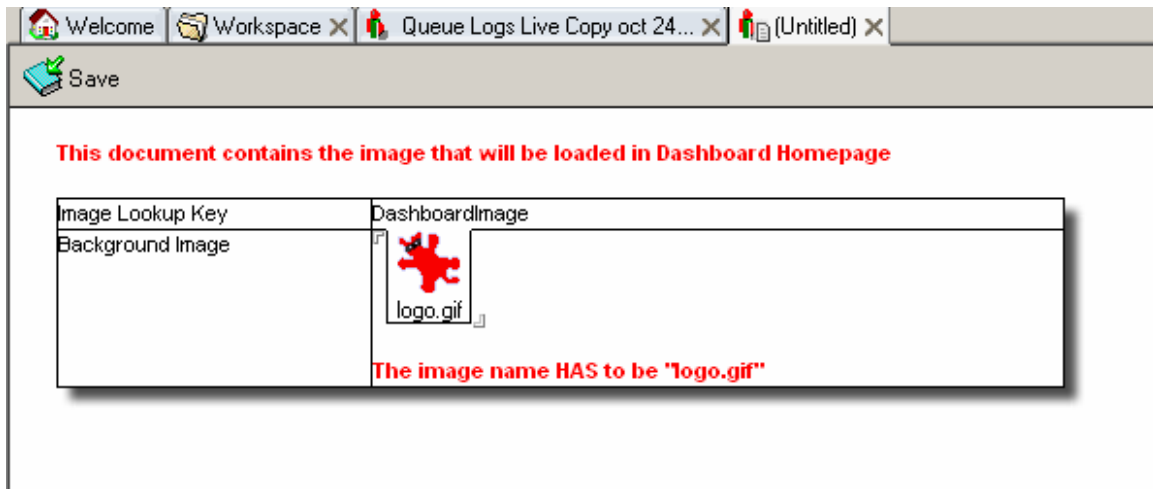 Welcome Workspace Queue Logs Live Copy oct 24... (Untitled)
Save
This document contains the image that will be loaded in Dashboard Homepage
Image Lookup Key DashboardImage
Background Image
logo.gif
The image name HAS to be "logo.gif"